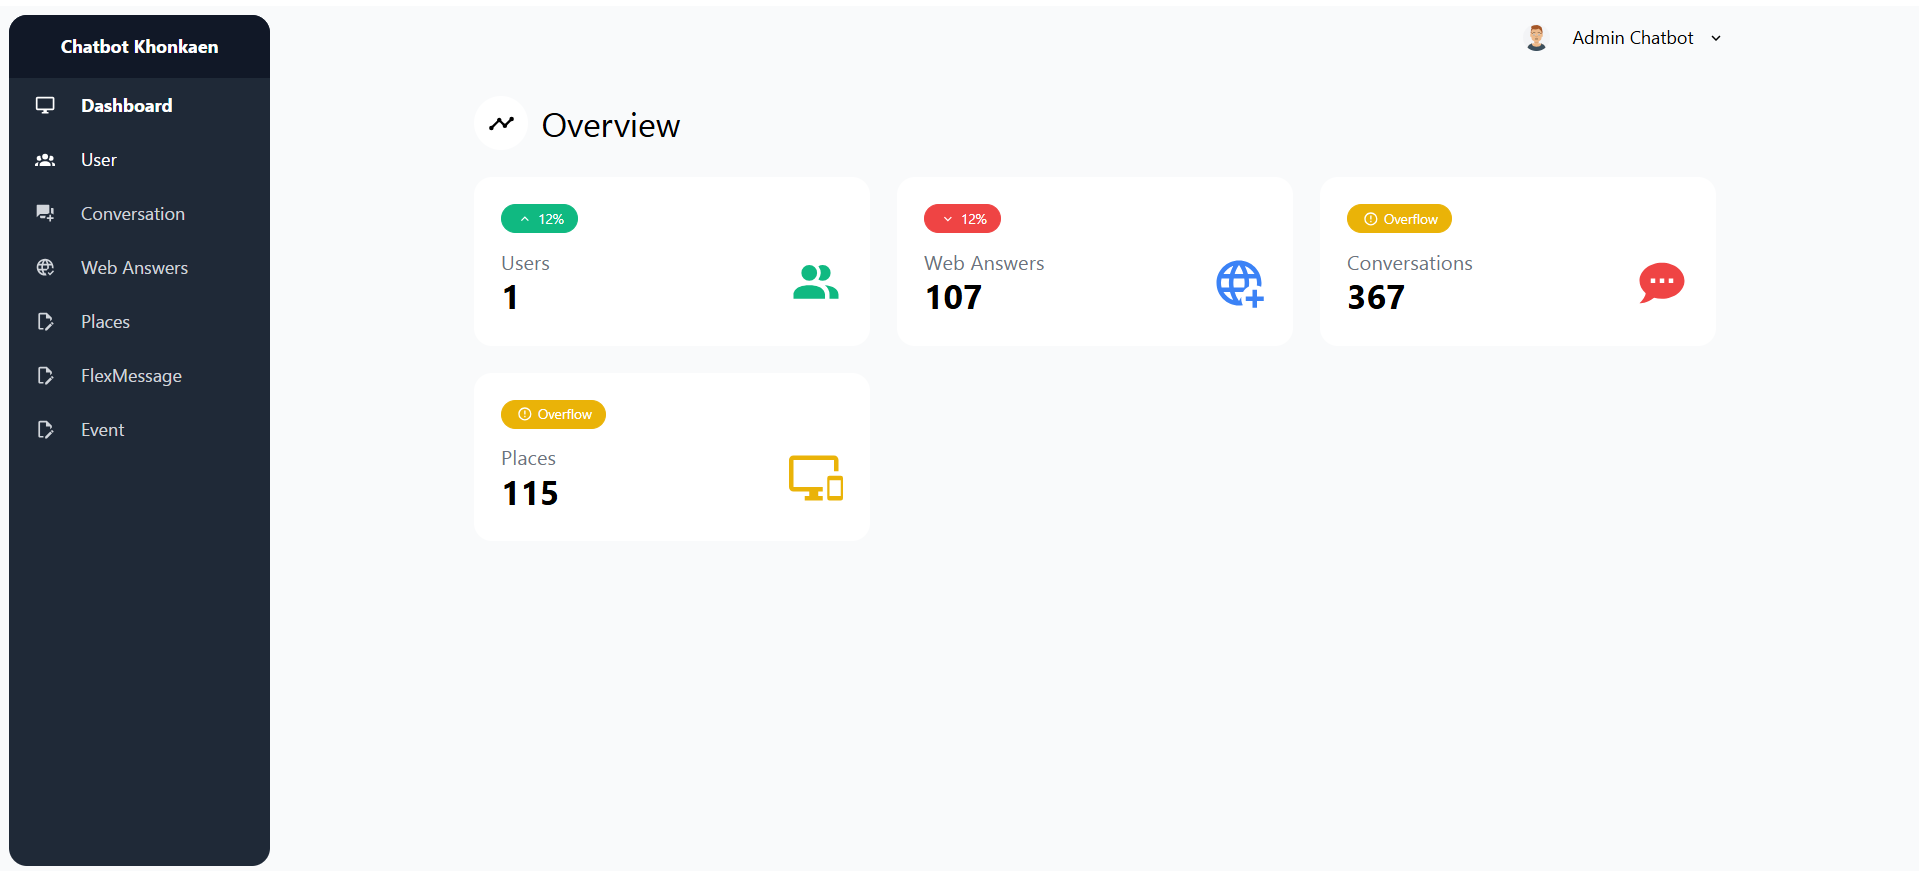 Chatbot Khonkaen
Dashboard
User
Conversation
Web Answers
Places
FlexMessage
Event
Admin Chatbot
Overview
12%
Users
1
12%
Web Answers
107
Overflow
Conversations
367
Overflow
Places
115